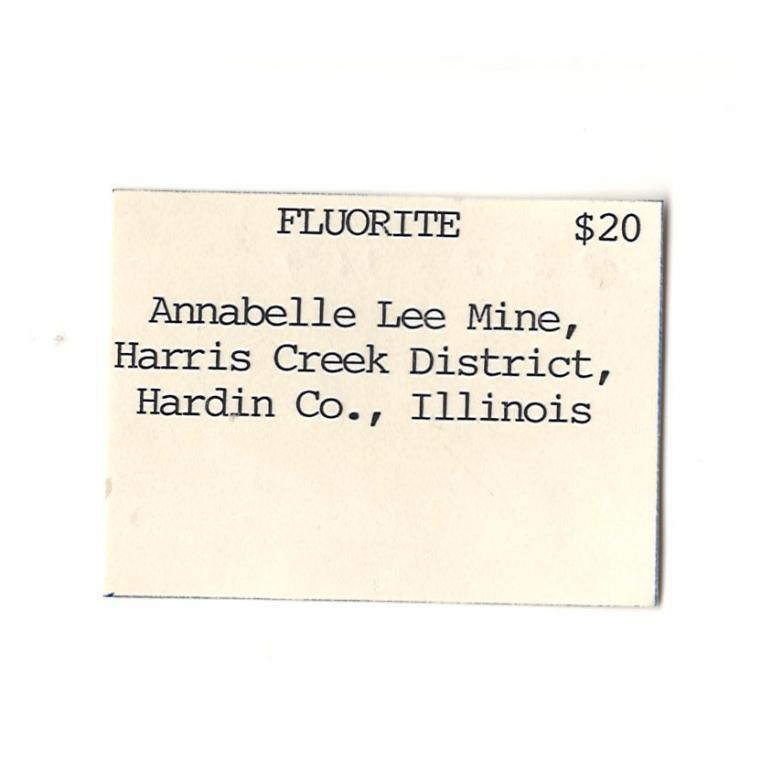 FLUORITE $20
Annabelle Lee Mine,
Harris Creek District,
Hardin Co., Illinois